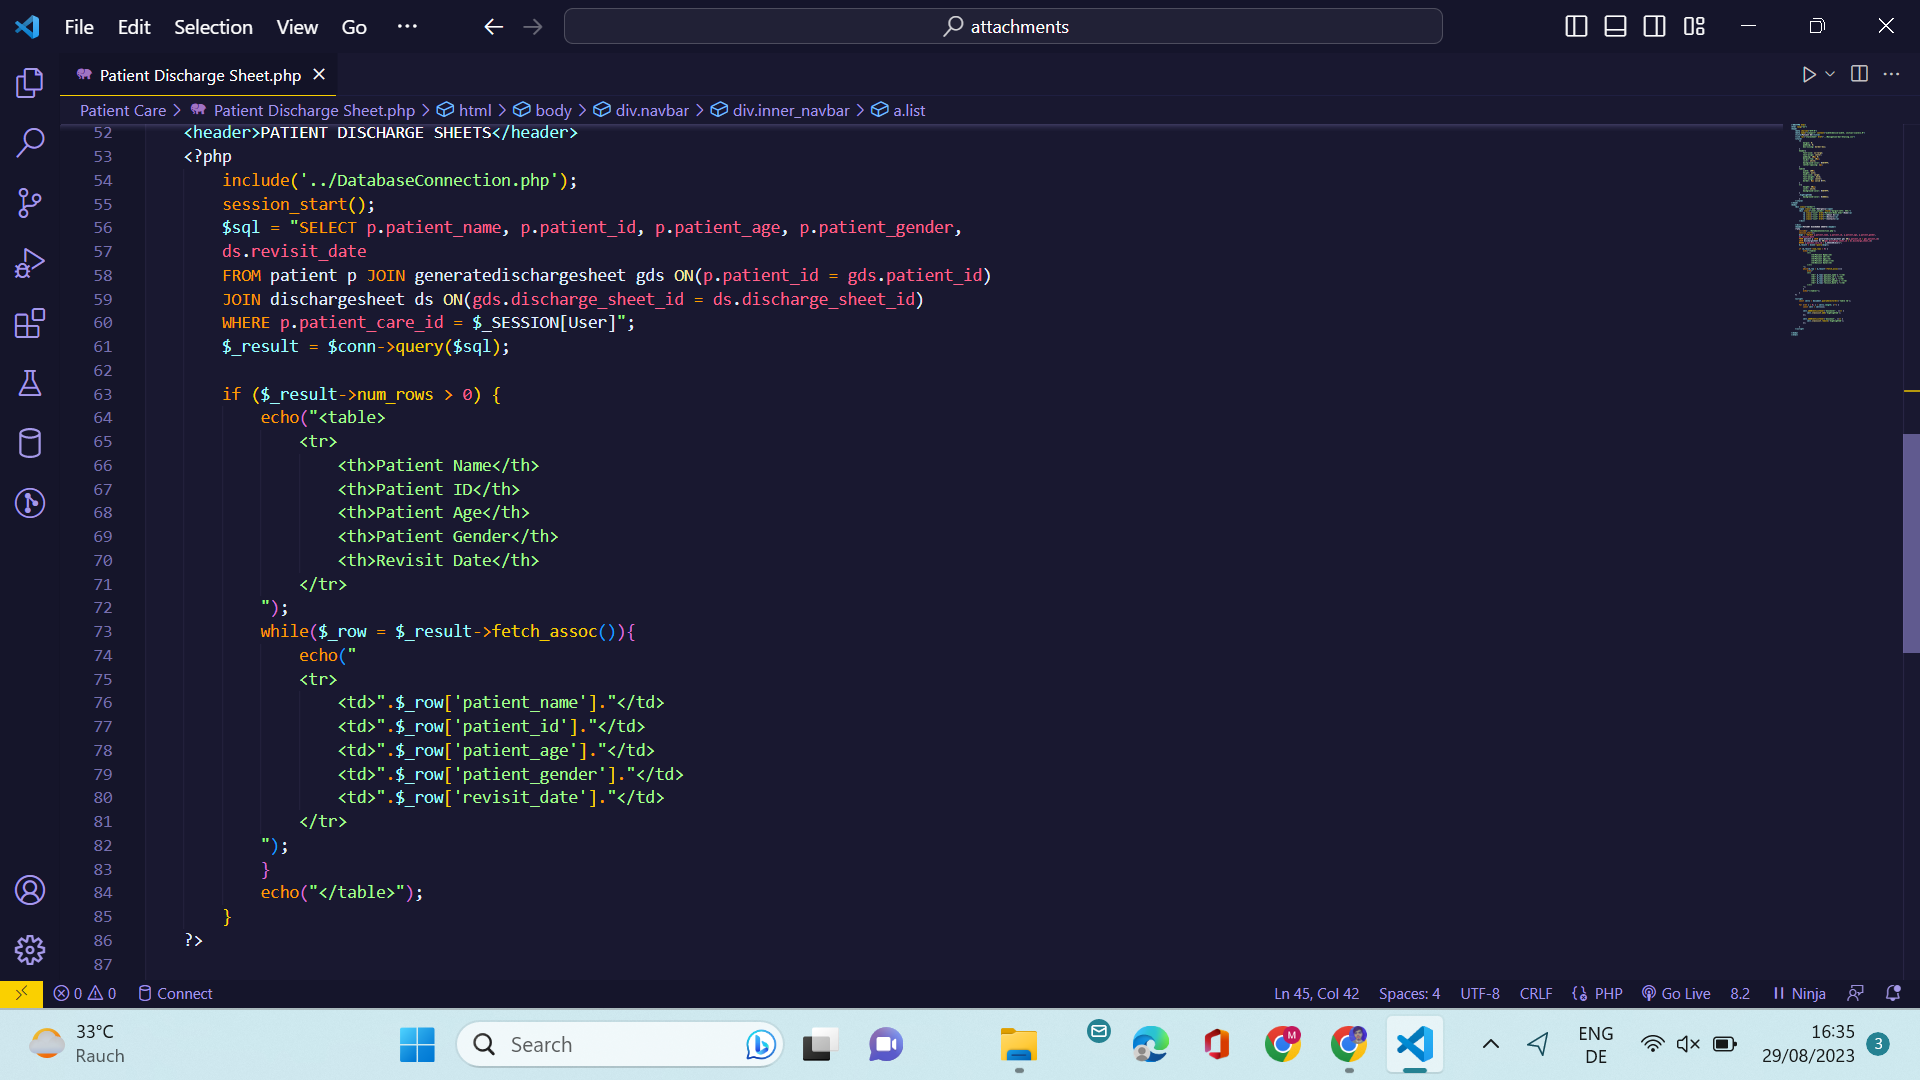 File Edit Selection View Go ···
attachments
Patient Discharge Sheet.php
Patient Care > Patient Discharge Sheet.php > html > body > div.navbar > div.inner_navbar > a.list
52 <header>PATIENT DISCHARGE SHEETS</header>
53 <?php
54 include('../DatabaseConnection.php');
55 session_start();
56 $sql = "SELECT p.patient_name, p.patient_id, p.patient_age, p.patient_gender,
57 ds.revisit_date
58 FROM patient p JOIN generatedischargesheet gds ON(p.patient_id = gds.patient_id)
59 JOIN dischargesheet ds ON(gds.discharge_sheet_id = ds.discharge_sheet_id)
60 WHERE p.patient_care_id = $_SESSION[User]";
61 $_result = $conn->query($sql);
62
63 if ($_result->num_rows > 0) {
64 echo("<table>
65 <tr>
66 <th>Patient Name</th>
67 <th>Patient ID</th>
68 <th>Patient Age</th>
69 <th>Patient Gender</th>
70 <th>Revisit Date</th>
71 </tr>
72 ");
73 while($_row = $_result->fetch_assoc()){
74 echo("
75 <tr>
76 <td>".$_row['patient_name']."</td>
77 <td>".$_row['patient_id']."</td>
78 <td>".$_row['patient_age']."</td>
79 <td>".$_row['patient_gender']."</td>
80 <td>".$_row['revisit_date']."</td>
81 </tr>
82 ");
83 }
84 echo("</table>");
85 }
86 ?>
87
0 0 Connect Ln 45, Col 42 Spaces: 4 UTF-8 CRLF PHP Go Live 8.2 Ninja
33°C
Rauch
Search
M
ENG
DE
16:35
29/08/2023
3